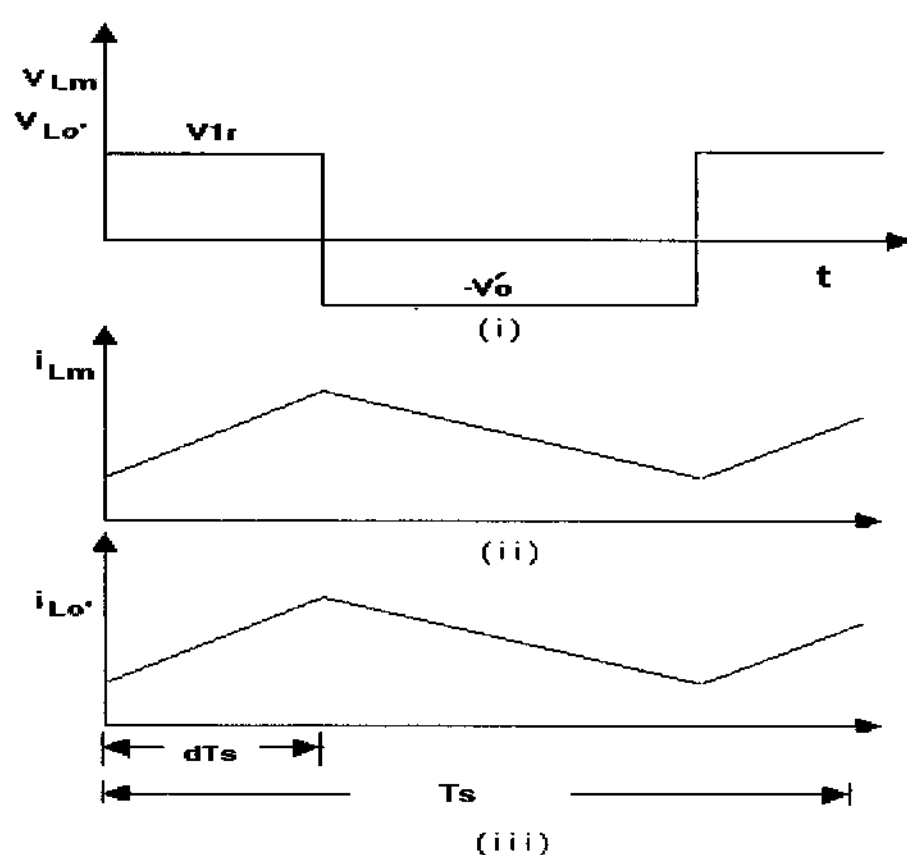 VLm
VLo'
V1r
-Vo'
t
(i)
iLm
(ii)
iLo'
dTs
Ts
(iii)